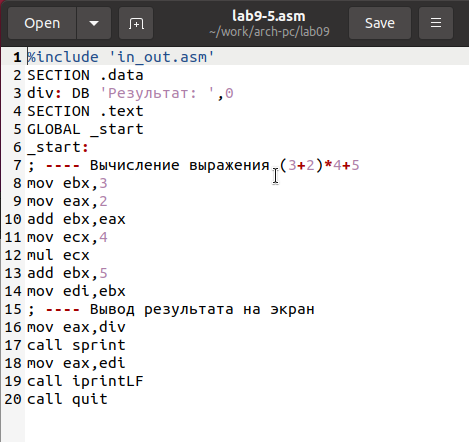 Open
lab9-5.asm
~/work/arch-pc/lab09
Save
1 %include 'in_out.asm'
2 SECTION .data
3 div: DB 'Результат: ',0
4 SECTION .text
5 GLOBAL _start
6 _start:
7 ; ---- Вычисление выражения (3+2)*4+5
8 mov ebx,3
9 mov eax,2
10 add ebx,eax
11 mov ecx,4
12 mul ecx
13 add ebx,5
14 mov edi,ebx
15 ; ---- Вывод результата на экран
16 mov eax,div
17 call sprint
18 mov eax,edi
19 call iprintLF
20 call quit